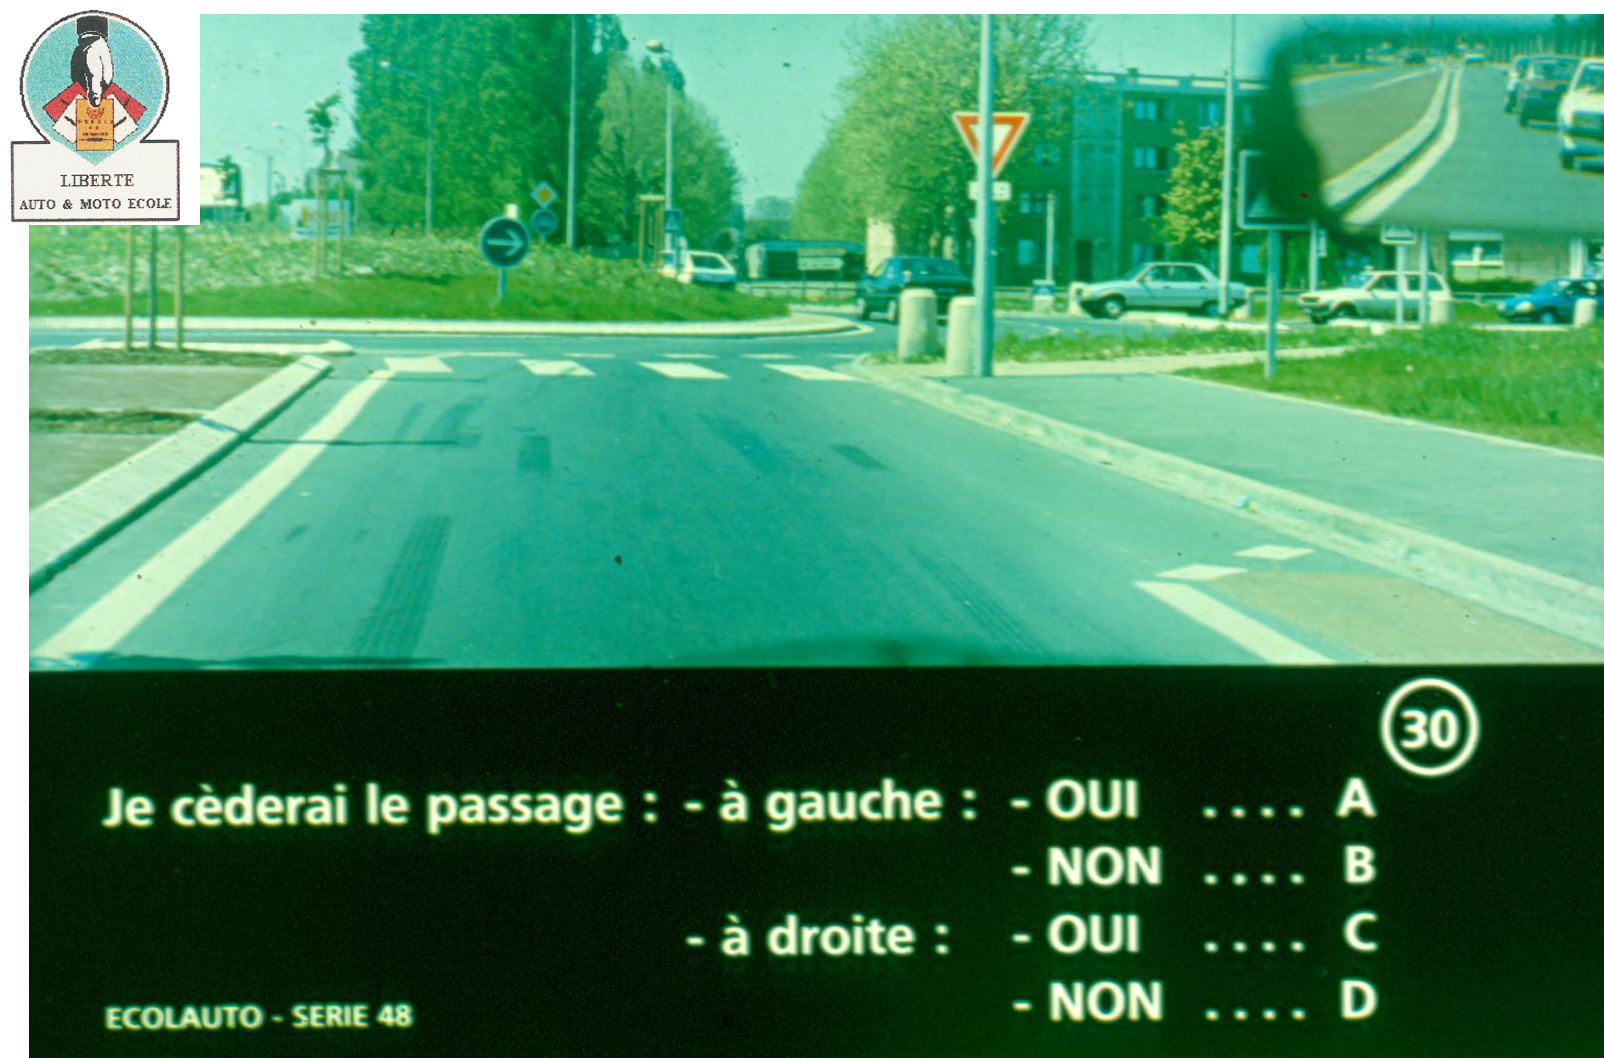 LIBERTE
AUTO & MOTO ECOLE
30
Je cèderai le passage : - à gauche : - OUI .... A
- NON .... B
- à droite : - OUI .... C
- NON .... D
ECOLAUTO - SERIE 48